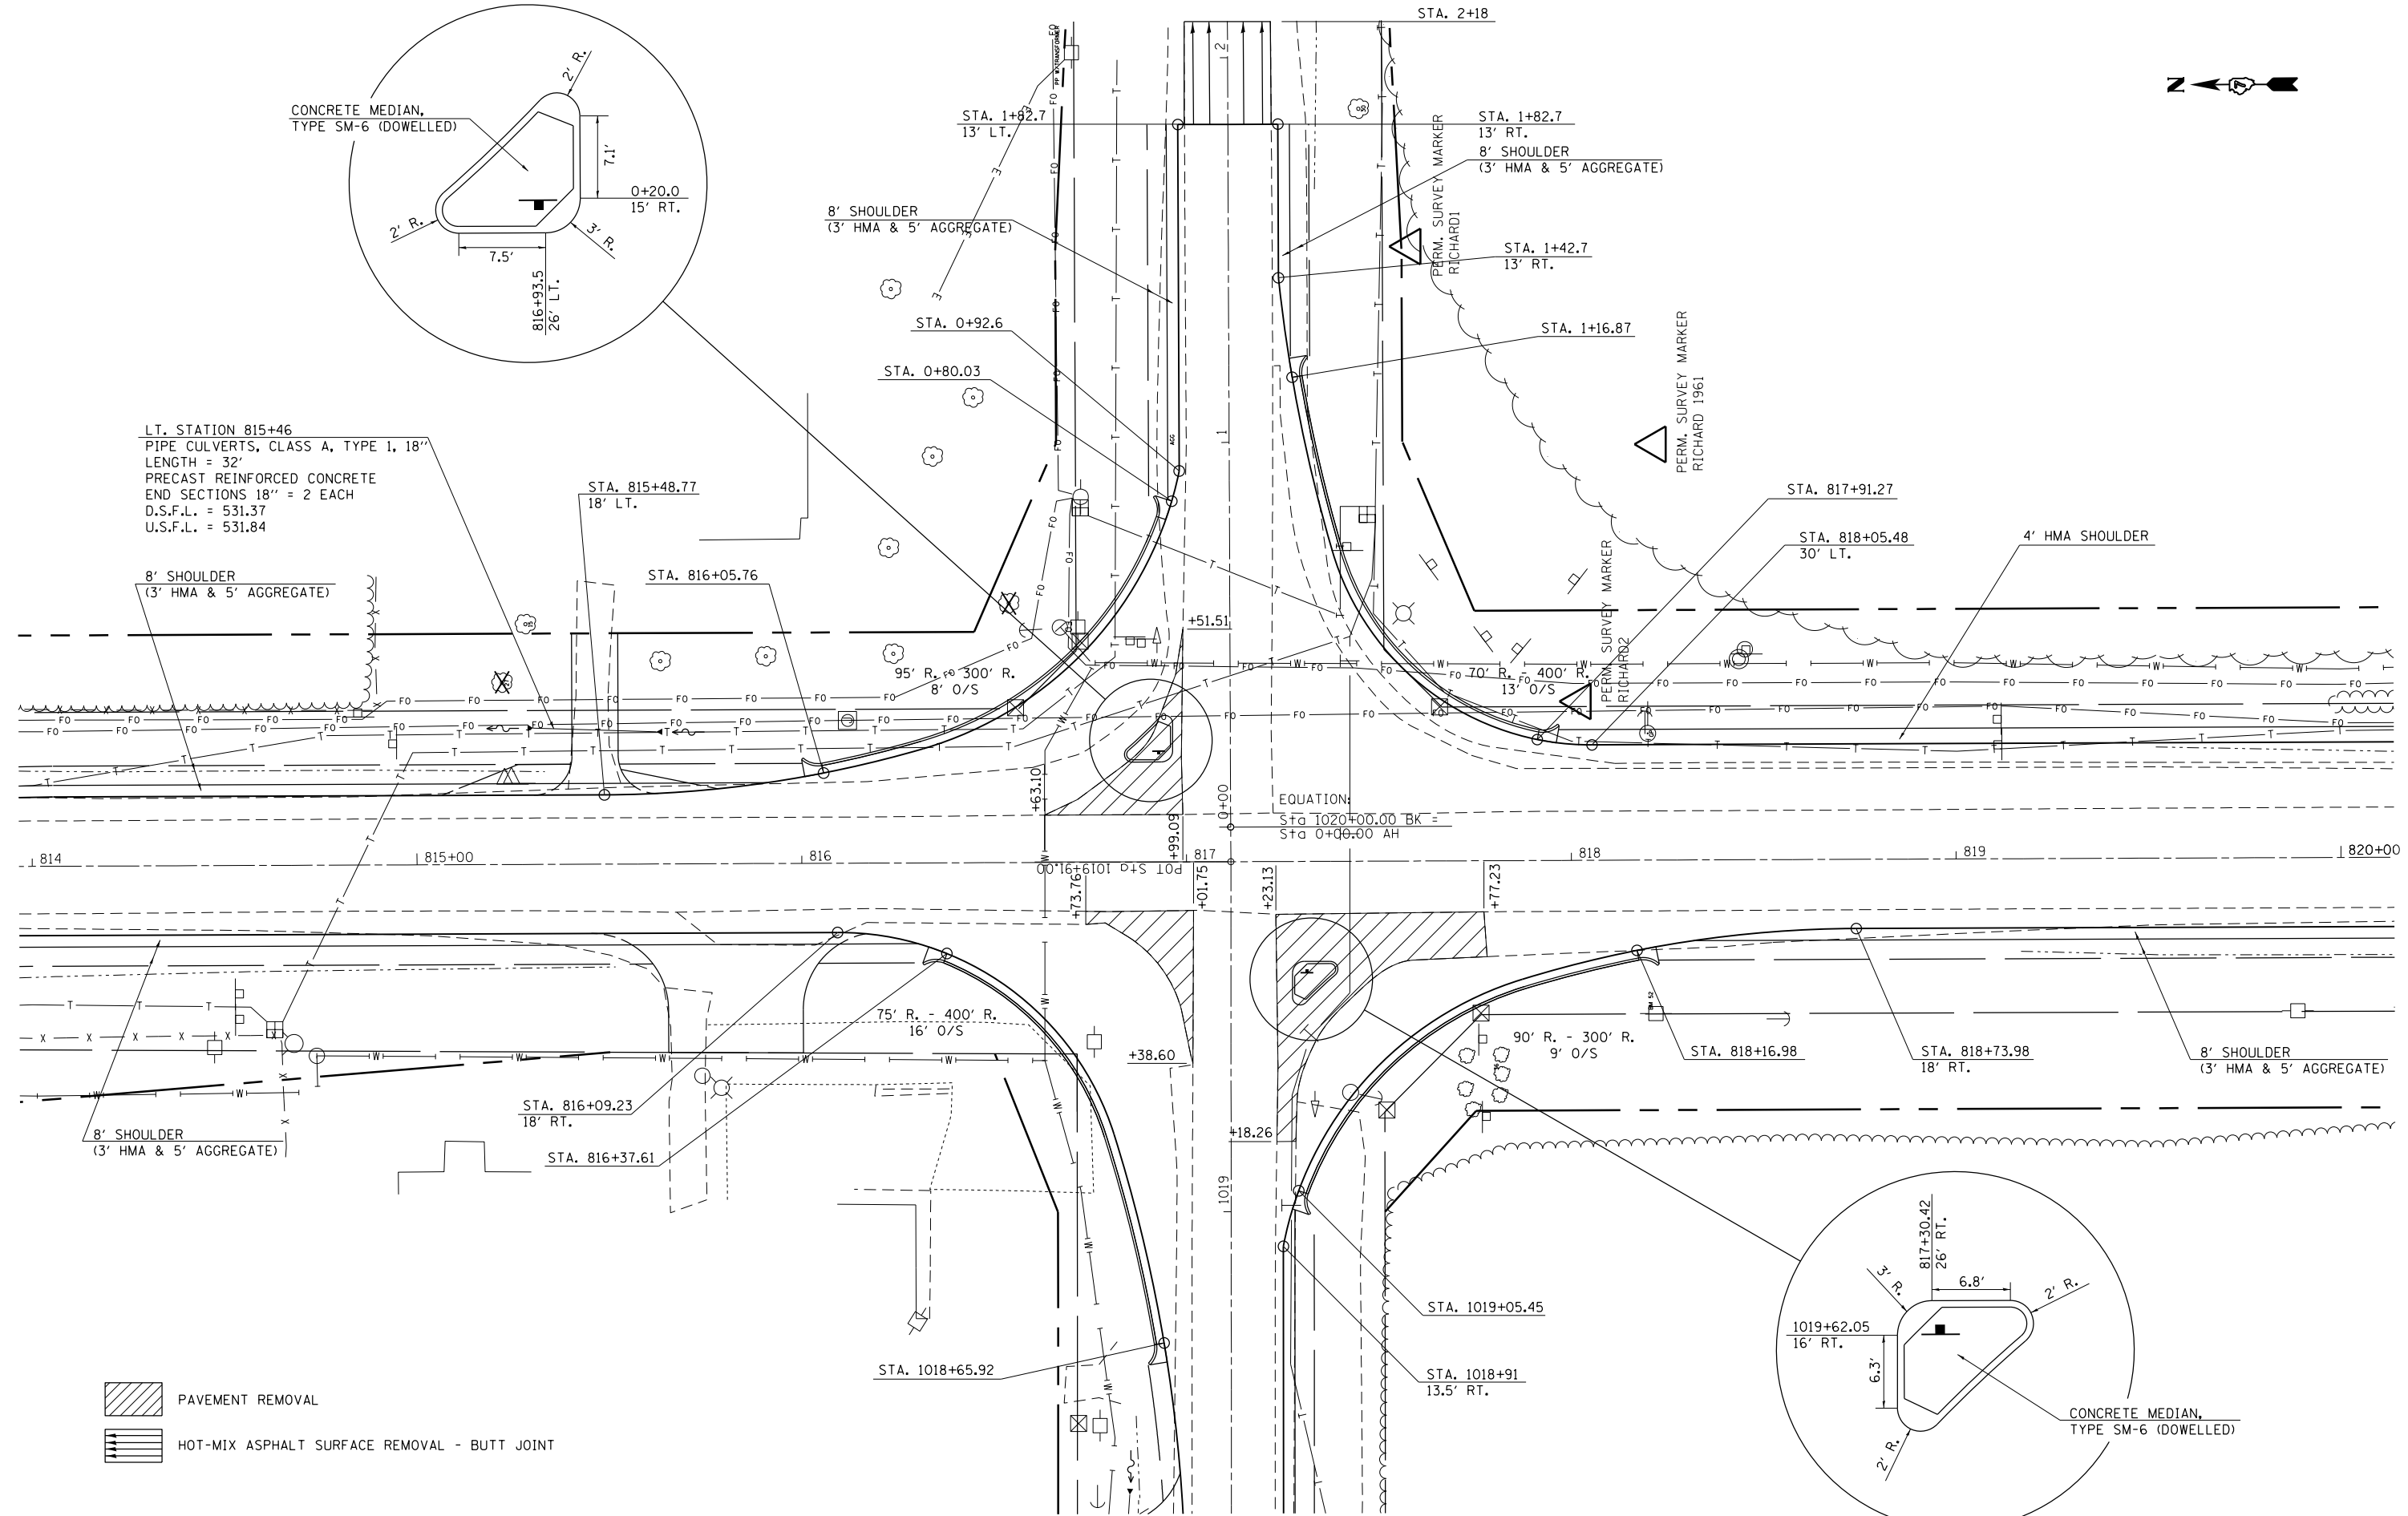 STA. 2+18
N
2' R.
CONCRETE MEDIAN,
TYPE SM-6 (DOWELLED)
7.1'
0+20.0
15' RT.
2' R.
3' R.
7.5'
816+93.5
26' LT.
PP W/TRANSFORMER
2
STA. 1+82.7
13' LT.
STA. 1+82.7
13' RT.
8' SHOULDER
(3' HMA & 5' AGGREGATE)
PERM. SURVEY MARKER
RICHARD1
8' SHOULDER
(3' HMA & 5' AGGREGATE)
STA. 1+42.7
13' RT.
STA. 0+92.6
STA. 1+16.87
STA. 0+80.03
PERM. SURVEY MARKER
RICHARD 1961
AGG
1
LT. STATION 815+46
PIPE CULVERTS, CLASS A, TYPE 1, 18"
LENGTH = 32'
PRECAST REINFORCED CONCRETE
END SECTIONS 18" = 2 EACH
D.S.F.L. = 531.37
U.S.F.L. = 531.84
STA. 815+48.77
18' LT.
STA. 817+91.27
STA. 818+05.48
30' LT.
4' HMA SHOULDER
8' SHOULDER
(3' HMA & 5' AGGREGATE)
STA. 816+05.76
PERM. SURVEY MARKER
RICHARD2
+51.51
95' R. - 300' R.
8' O/S
70' R. - 400' R.
13' O/S
+63.10
+99.09
0+00
EQUATION:
Sta 1020+00.00 BK =
Sta 0+00.00 AH
814
815+00
816
817
818
819
820+00
POT Sta 1019+91.00
+73.76
+01.75
+23.13
+77.23
75' R. - 400' R.
16' O/S
+38.60
90' R. - 300' R.
9' O/S
STA. 818+16.98
STA. 818+73.98
18' RT.
8' SHOULDER
(3' HMA & 5' AGGREGATE)
STA. 816+09.23
18' RT.
8' SHOULDER
(3' HMA & 5' AGGREGATE)
STA. 816+37.61
+18.26
1019
STA. 1019+05.45
STA. 1018+65.92
STA. 1018+91
13.5' RT.
817+30.42
26' RT.
3' R.
6.8'
2' R.
1019+62.05
16' RT.
6.3'
2' R.
CONCRETE MEDIAN,
TYPE SM-6 (DOWELLED)
PAVEMENT REMOVAL
HOT-MIX ASPHALT SURFACE REMOVAL - BUTT JOINT